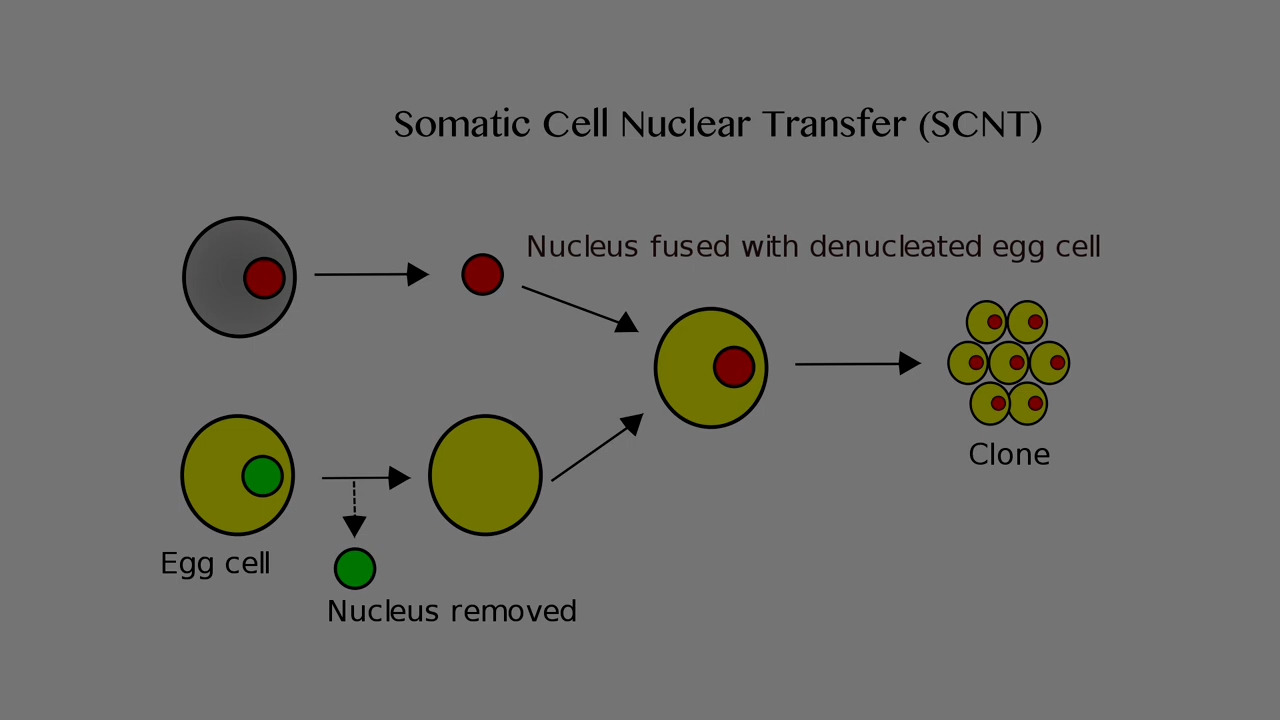 Somatic Cell Nuclear Transfer (SCNT)
Nucleus fused with denucleated egg cell
Clone
Egg cell
Nucleus removed